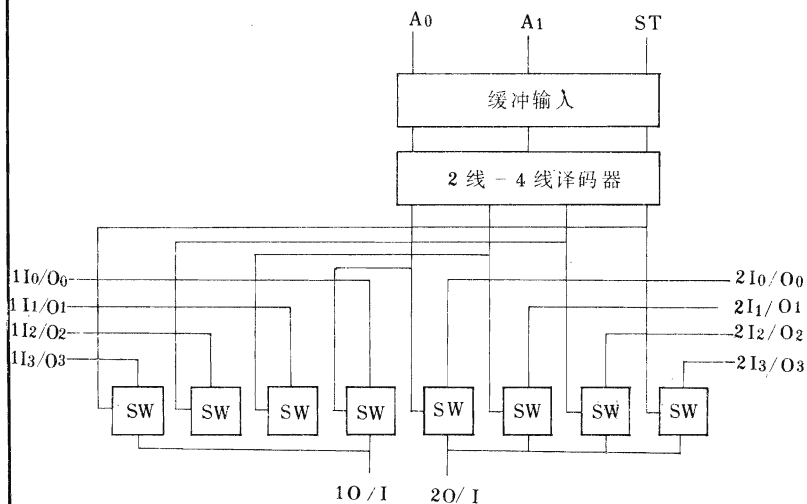 A0 A1 ST
缓冲输入
2线-4线译码器
1I0/O0 2I0/O0
1I1/O1 2I1/O1
1I2/O2 2I2/O2
1I3/O3 2I3/O3
SW SW SW SW SW SW SW SW
1O/I 2O/I